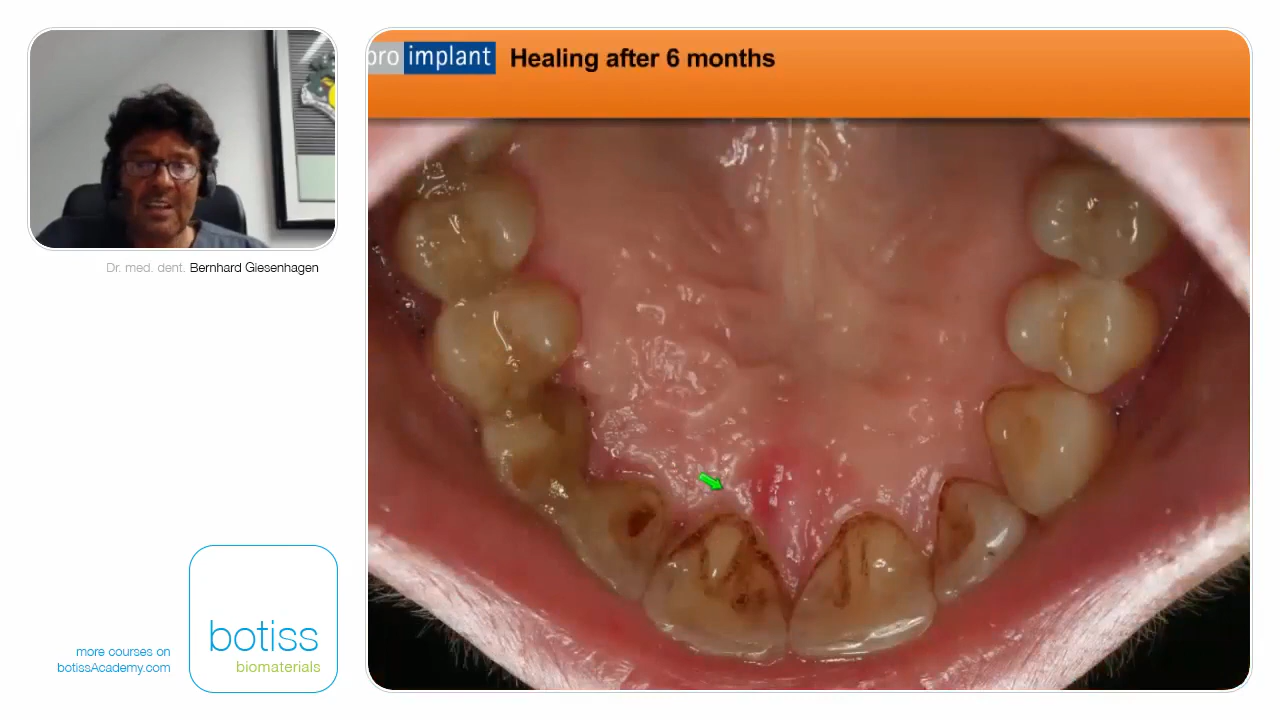 pro implant Healing after 6 months
Dr. med. dent. Bernhard Giesenhagen
more courses on
botissAcademy.com
botiss
biomaterials